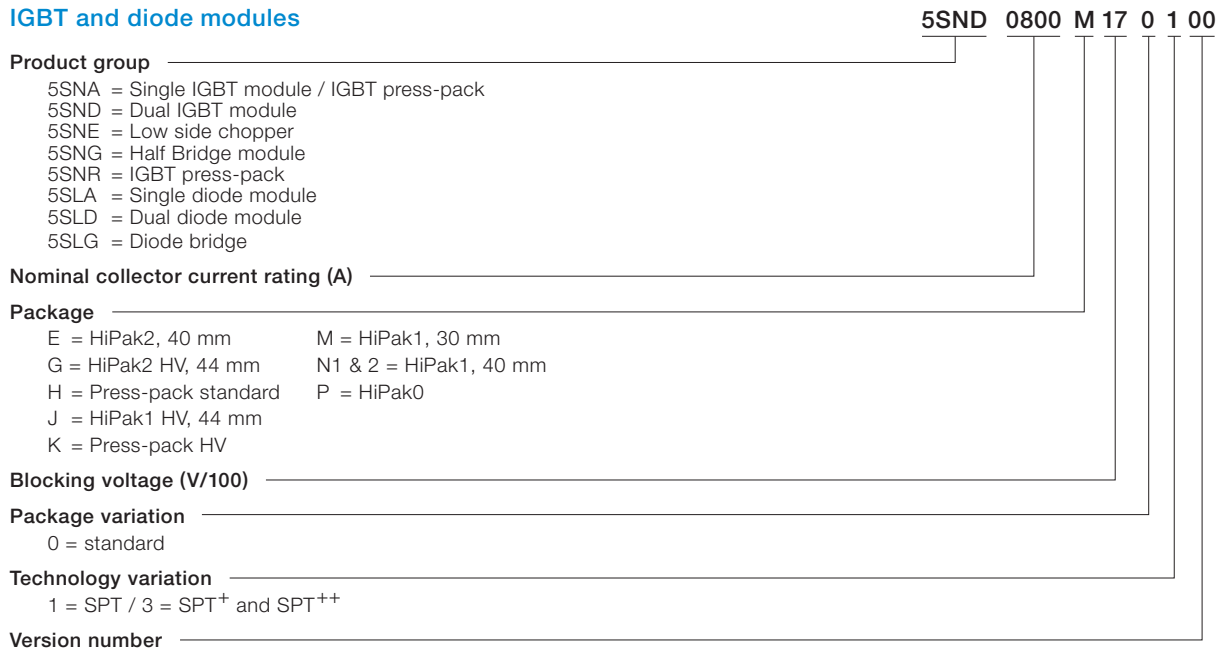 IGBT and diode modules 5SND 0800 M 17 0 1 00
Product group
5SNA = Single IGBT module / IGBT press-pack
5SND = Dual IGBT module
5SNE = Low side chopper
5SNG = Half Bridge module
5SNR = IGBT press-pack
5SLA = Single diode module
5SLD = Dual diode module
5SLG = Diode bridge
Nominal collector current rating (A)
Package
E = HiPak2, 40 mm M = HiPak1, 30 mm
G = HiPak2 HV, 44 mm N1 & 2 = HiPak1, 40 mm
H = Press-pack standard P = HiPak0
J = HiPak1 HV, 44 mm
K = Press-pack HV
Blocking voltage (V/100)
Package variation
0 = standard
Technology variation
1 = SPT / 3 = SPT+ and SPT++
Version number